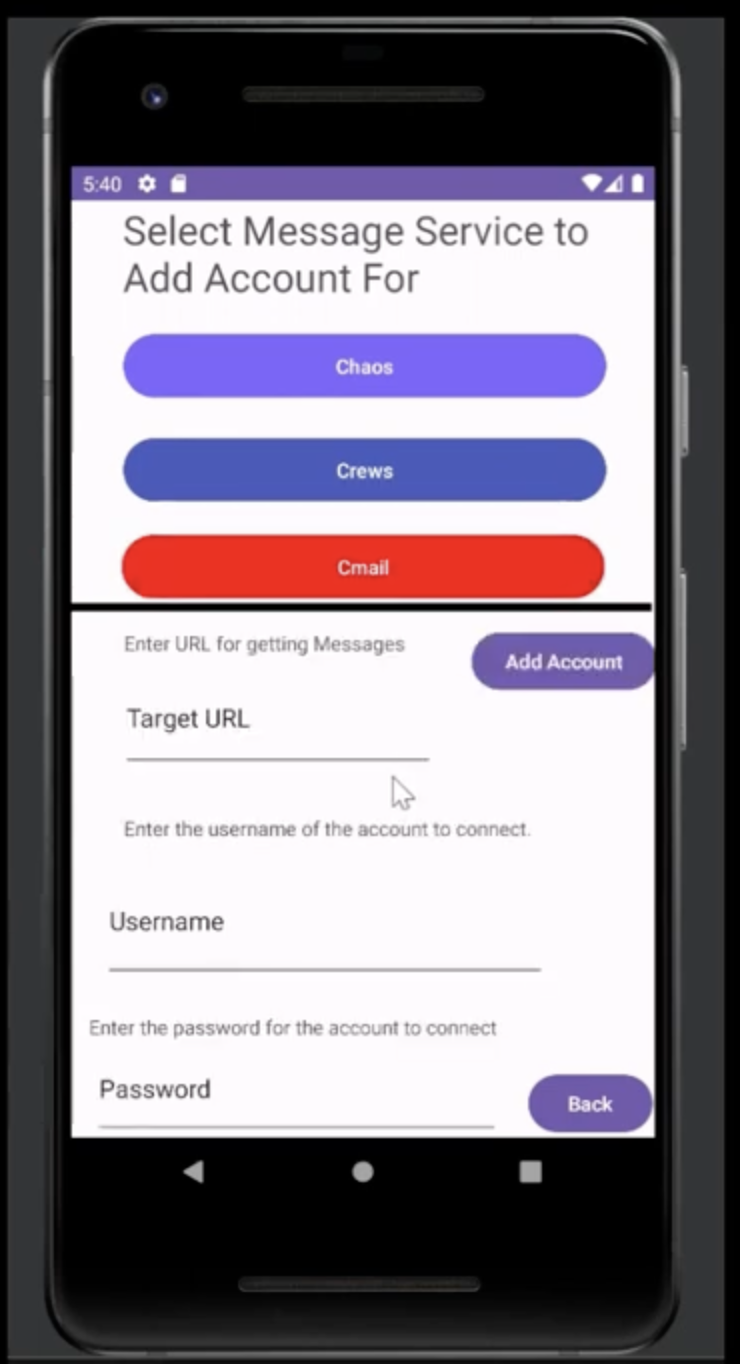 5:40
Select Message Service to
Add Account For
Chaos
Crews
Cmail
Enter URL for getting Messages
Add Account
Target URL
Enter the username of the account to connect.
Username
Enter the password for the account to connect
Password
Back